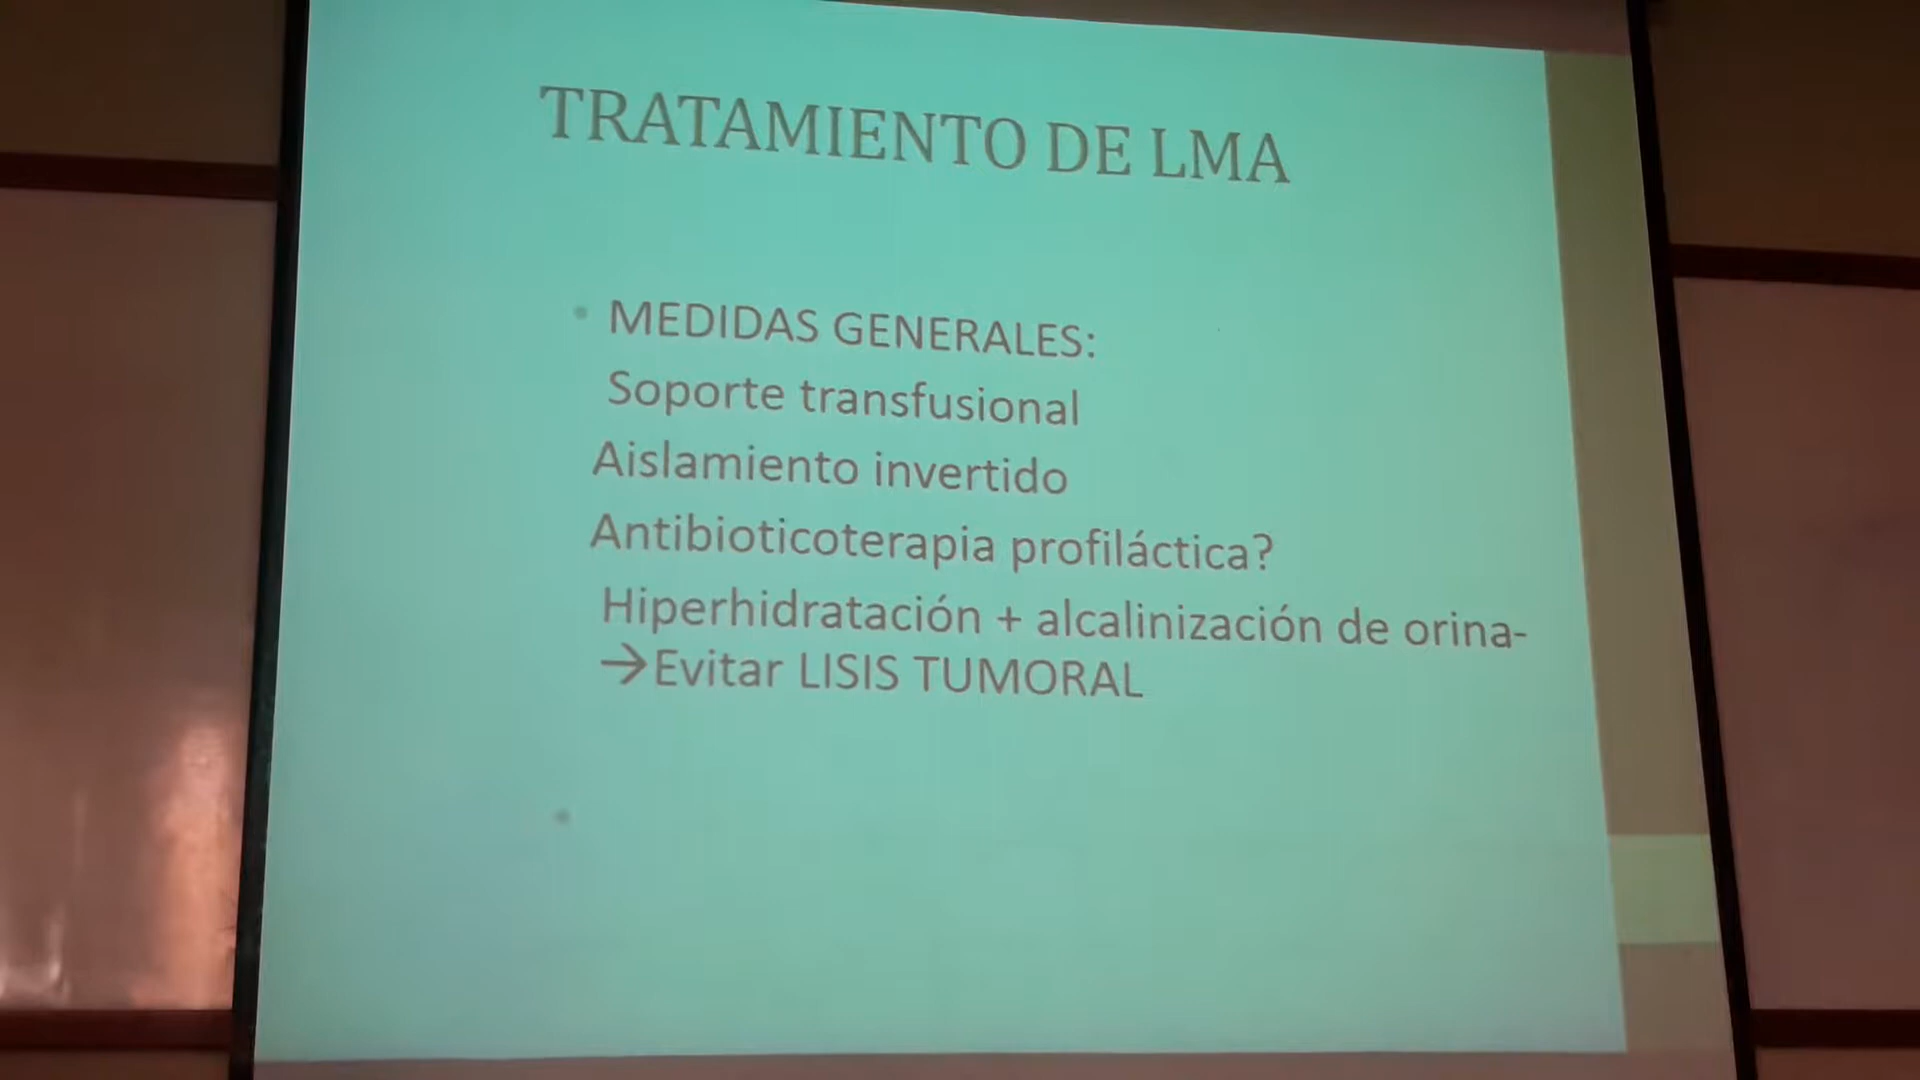 TRATAMIENTO DE LMA
• MEDIDAS GENERALES:
Soporte transfusional
Aislamiento invertido
Antibioticoterapia profiláctica?
Hiperhidratación + alcalinización de orina-
→Evitar LISIS TUMORAL